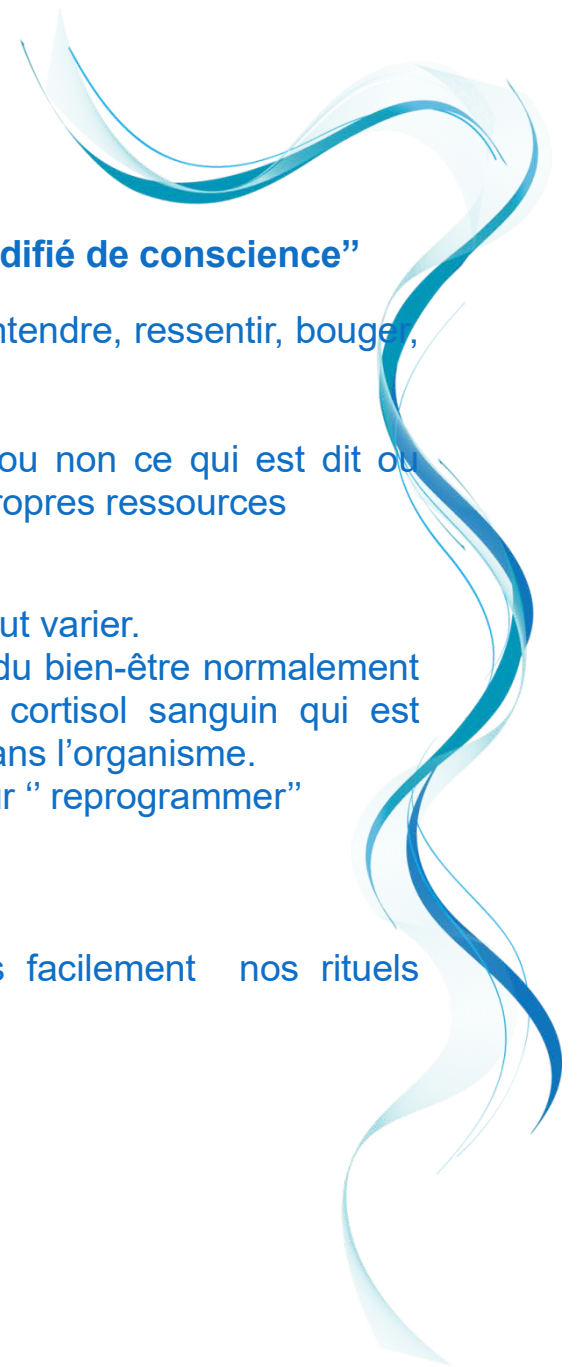 difié de conscience’’
ntendre, ressentir, bouger,
ou non ce qui est dit ou
ropres ressources
ut varier.
du bien-être normalement
cortisol sanguin qui est
ans l’organisme.
ur ‘’ reprogrammer’’
s facilement nos rituels